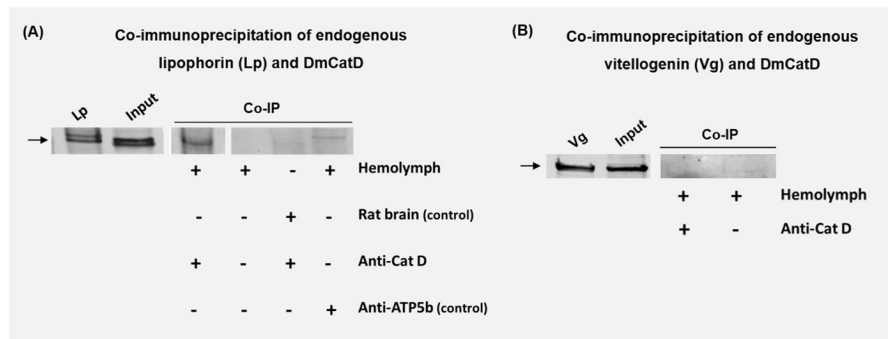 (A)
Co-immunoprecipitation of endogenous
lipophorin (Lp) and DmCatD
Lp
Input
Co-IP
+ + - + Hemolymph
- - + - Rat brain (control)
+ - + - Anti-Cat D
- - - + Anti-ATP5b (control)
(B)
Co-immunoprecipitation of endogenous
vitellogenin (Vg) and DmCatD
Vg
Input
Co-IP
+ + Hemolymph
+ - Anti-Cat D